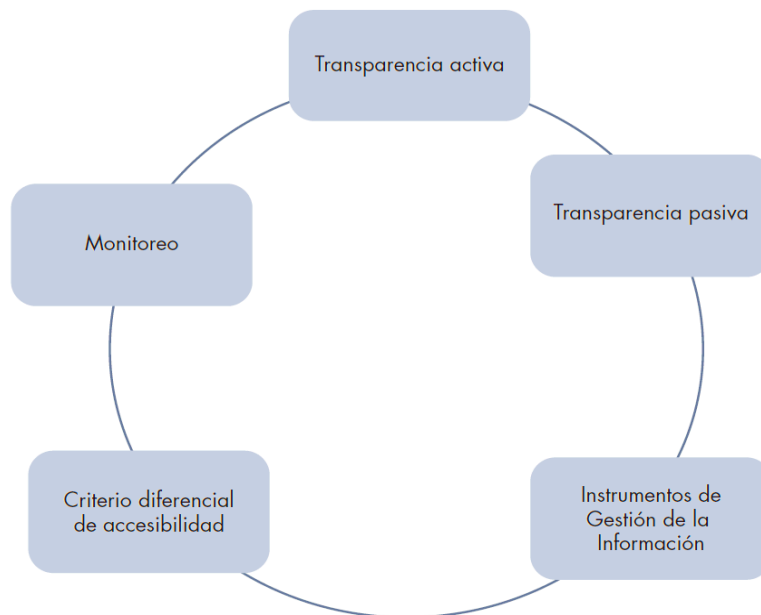 Transparencia activa
Transparencia pasiva
Instrumentos de
Gestión de la
Información
Criterio diferencial
de accesibilidad
Monitoreo